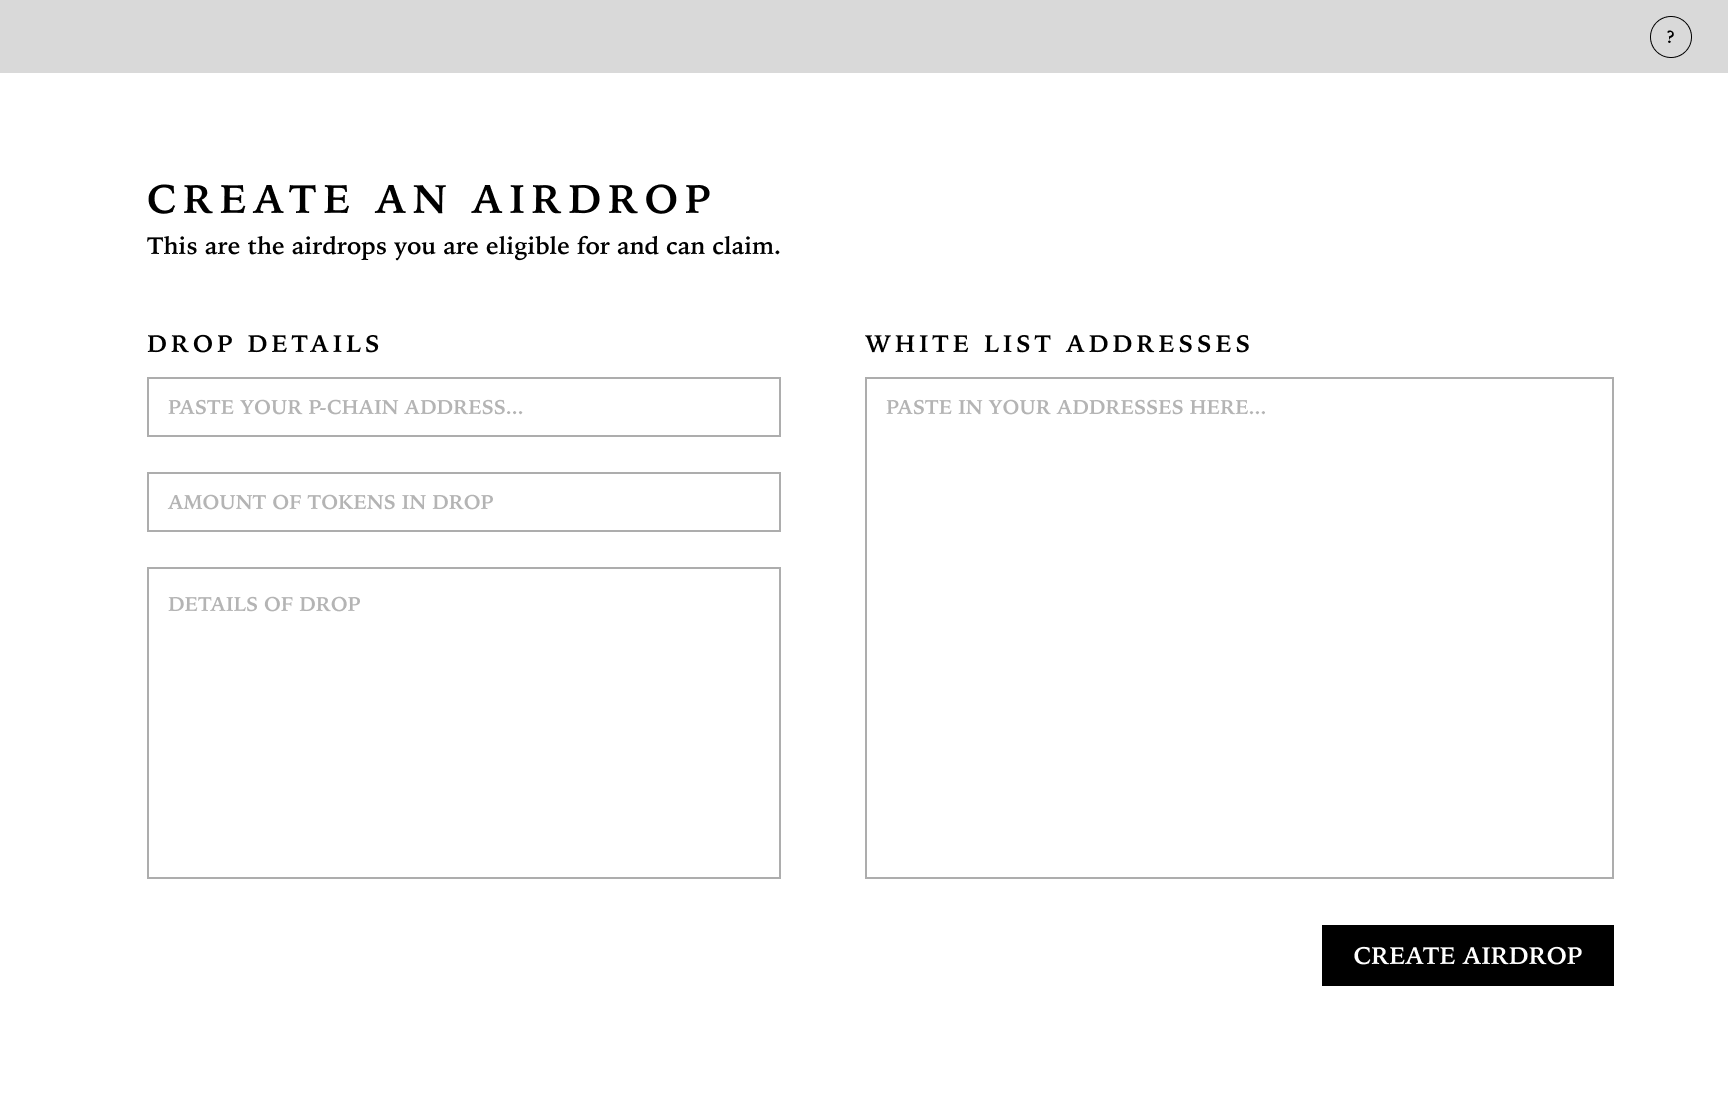 ?
CREATE AN AIRDROP
This are the airdrops you are eligible for and can claim.
DROP DETAILS
PASTE YOUR P-CHAIN ADDRESS...
AMOUNT OF TOKENS IN DROP
DETAILS OF DROP
WHITE LIST ADDRESSES
PASTE IN YOUR ADDRESSES HERE...
CREATE AIRDROP